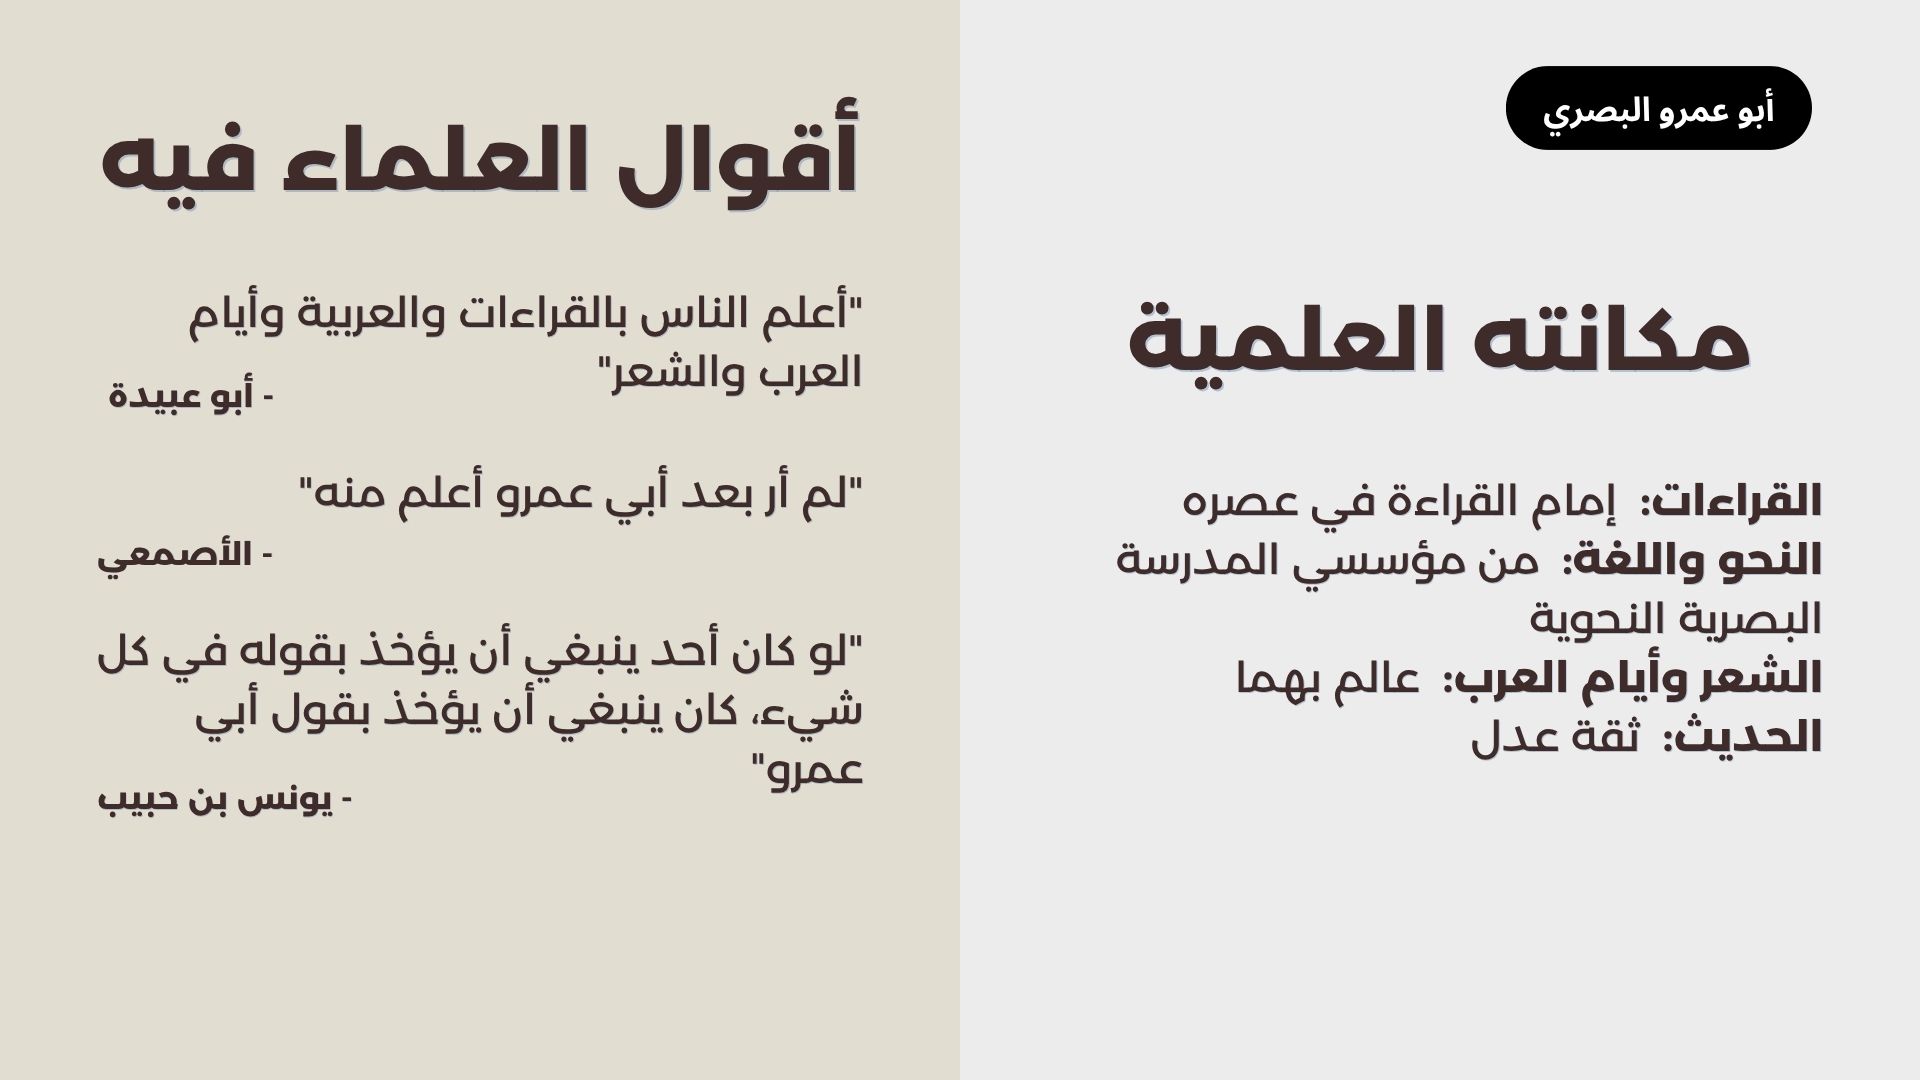 أبو عمرو البصري
مكانته العلمية
القراءات: إمام القراءة في عصره
النحو واللغة: من مؤسسي المدرسة
البصرية النحوية
الشعر وأيام العرب: عالم بهما
الحديث: ثقة عدل
أقوال العلماء فيه
"أعلم الناس بالقراءات والعربية وأيام
العرب والشعر"
- أبو عبيدة
"لم أر بعد أبي عمرو أعلم منه"
- الأصمعي
"لو كان أحد ينبغي أن يؤخذ بقوله في كل
شيء، كان ينبغي أن يؤخذ بقول أبي
عمرو"
- يونس بن حبيب